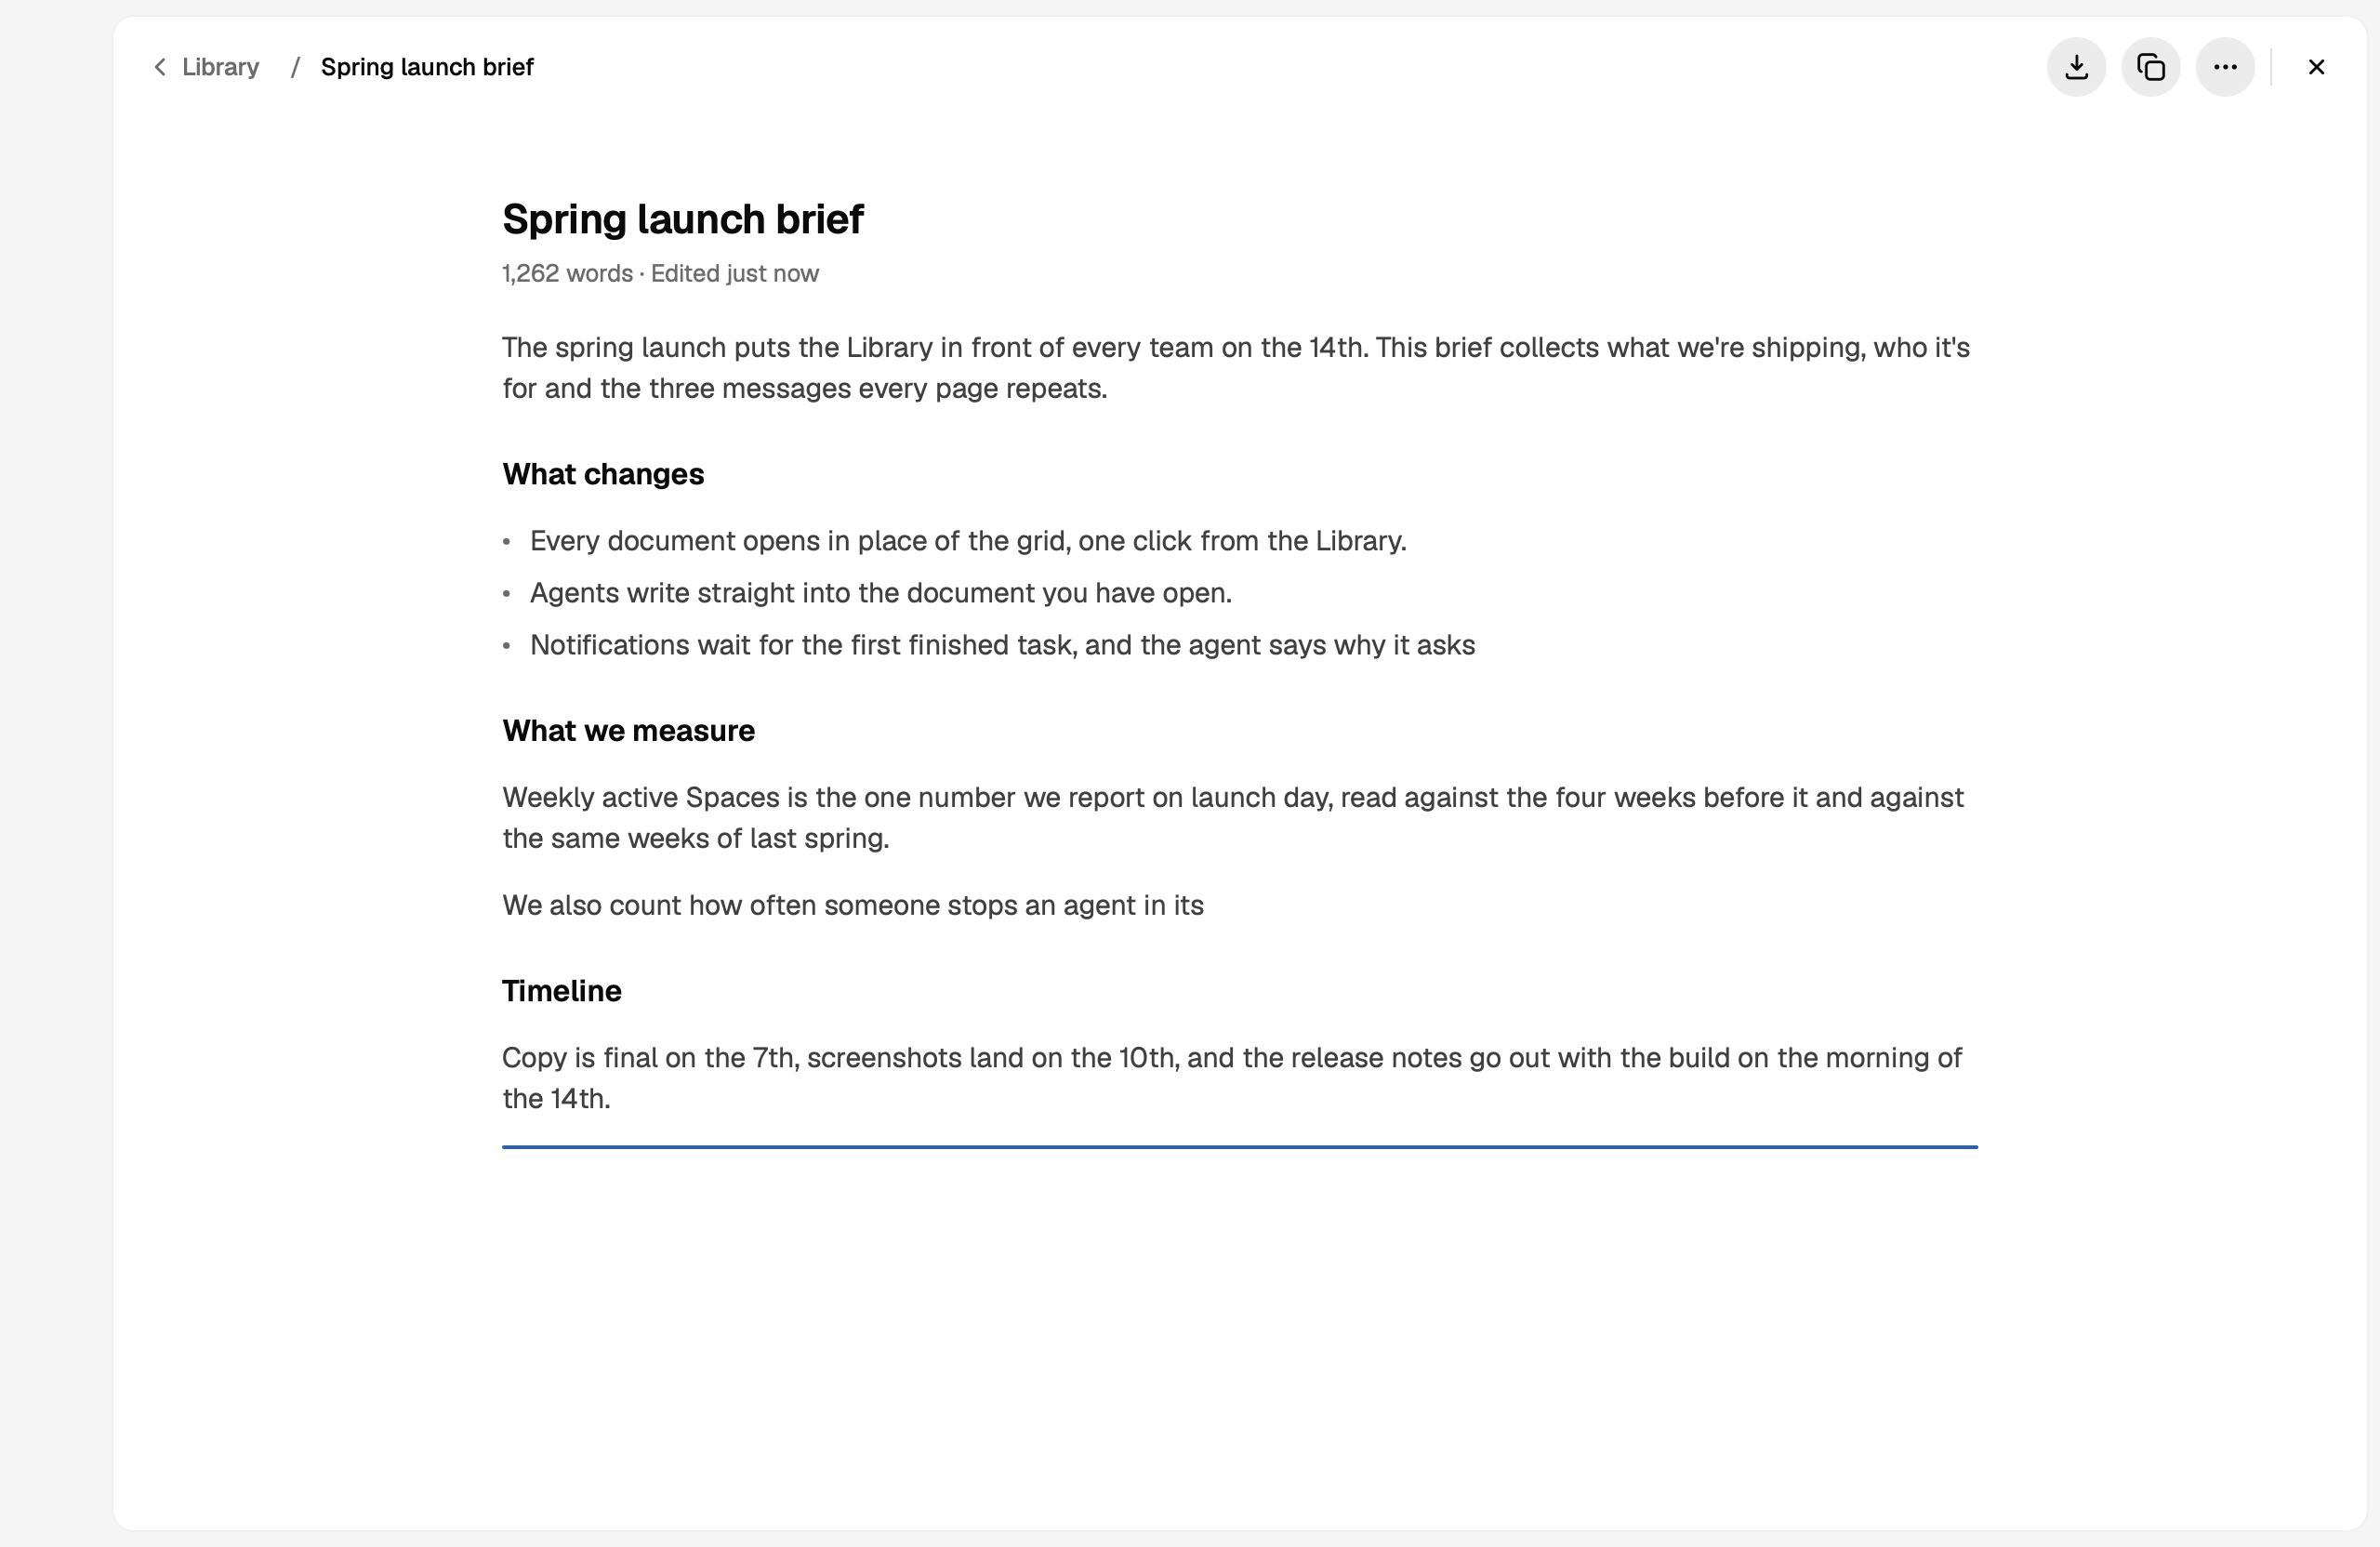 Library / Spring launch brief
Spring launch brief
1,262 words · Edited just now
The spring launch puts the Library in front of every team on the 14th. This brief collects what we're shipping, who it's
for and the three messages every page repeats.
What changes
• Every document opens in place of the grid, one click from the Library.
• Agents write straight into the document you have open.
• Notifications wait for the first finished task, and the agent says why it asks
What we measure
Weekly active Spaces is the one number we report on launch day, read against the four weeks before it and against
the same weeks of last spring.
We also count how often someone stops an agent in its
Timeline
Copy is final on the 7th, screenshots land on the 10th, and the release notes go out with the build on the morning of
the 14th.